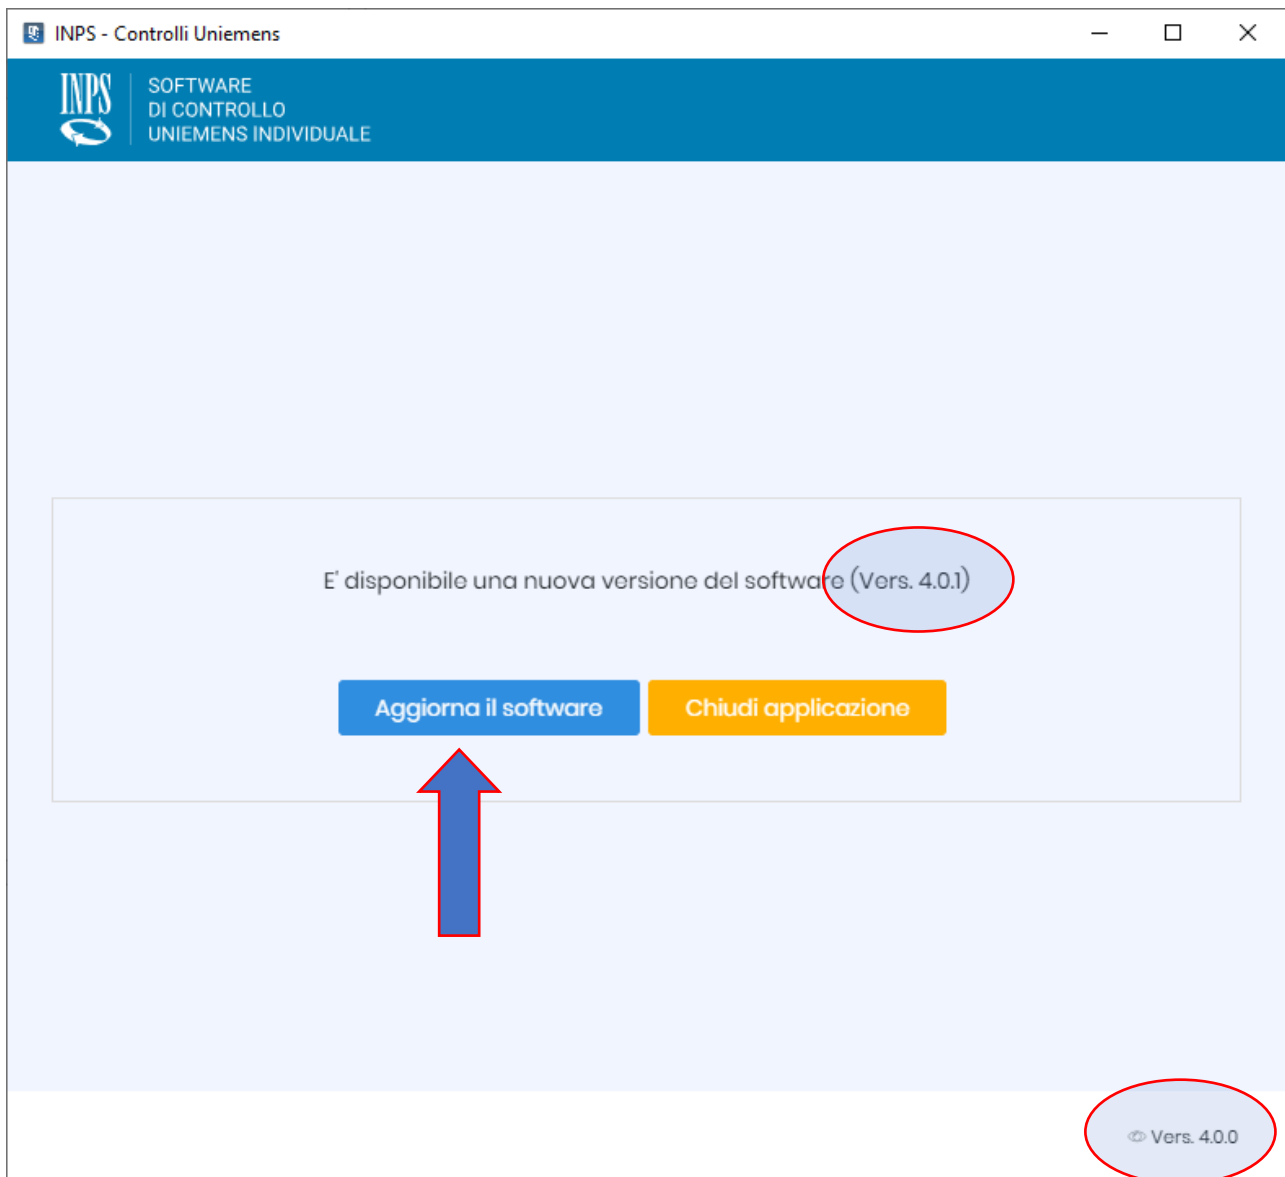 INPS - Controlli Uniemens
INPS
SOFTWARE
DI CONTROLLO
UNIEMENS INDIVIDUALE
E' disponibile una nuova versione del software (Vers. 4.0.1)
Aggiorna il software
Chiudi applicazione
Vers. 4.0.0